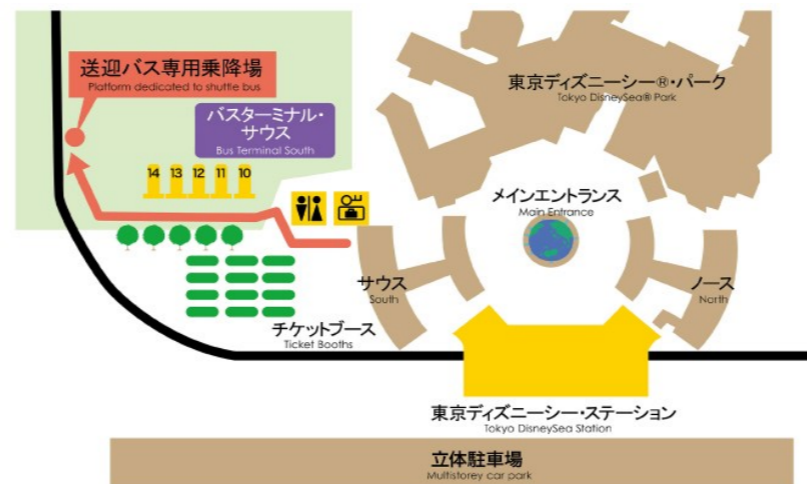 送迎バス専用乗降場
Platform dedicated to shuttle bus
バスターミナル・
サウス
Bus Terminal South
14 13 12 11 10
東京ディズニーシー®・パーク
Tokyo DisneySea® Park
メインエントランス
Main Entrance
サウス
South
ノース
North
チケットブース
Ticket Booths
東京ディズニーシー・ステーション
Tokyo DisneySea Station
立体駐車場
Multistorey car park